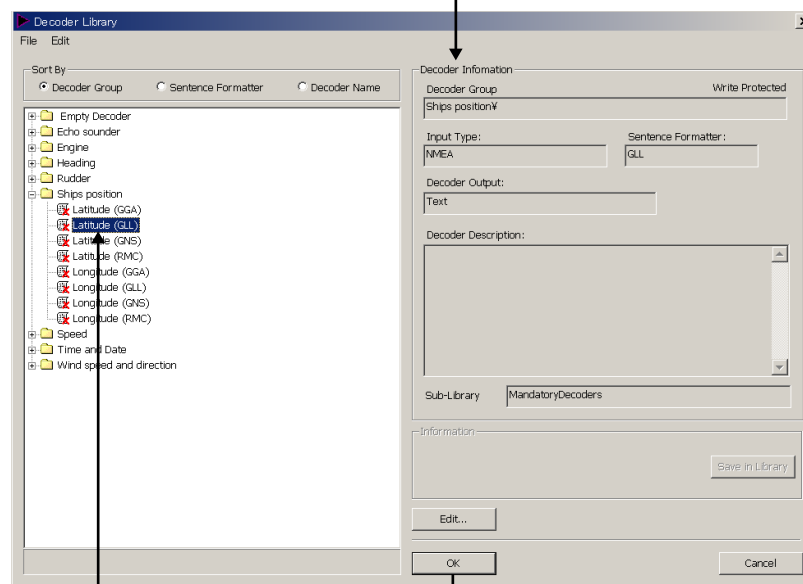 Decoder Library
File Edit
Sort By
Decoder Group Sentence Formatter Decoder Name
Empty Decoder
Echo sounder
Engine
Heading
Rudder
Ships position
Latitude (GGA)
Latitude (GLL)
Latitude (GNS)
Latitude (RMC)
Longitude (GGA)
Longitude (GLL)
Longitude (GNS)
Longitude (RMC)
Speed
Time and Date
Wind speed and direction
Decoder Infomation
Decoder Group Write Protected
Ships position¥
Input Type: Sentence Formatter:
NMEA GLL
Decoder Output:
Text
Decoder Description:
Sub-Library MandatoryDecoders
Information
Save in Library
Edit...
OK Cancel